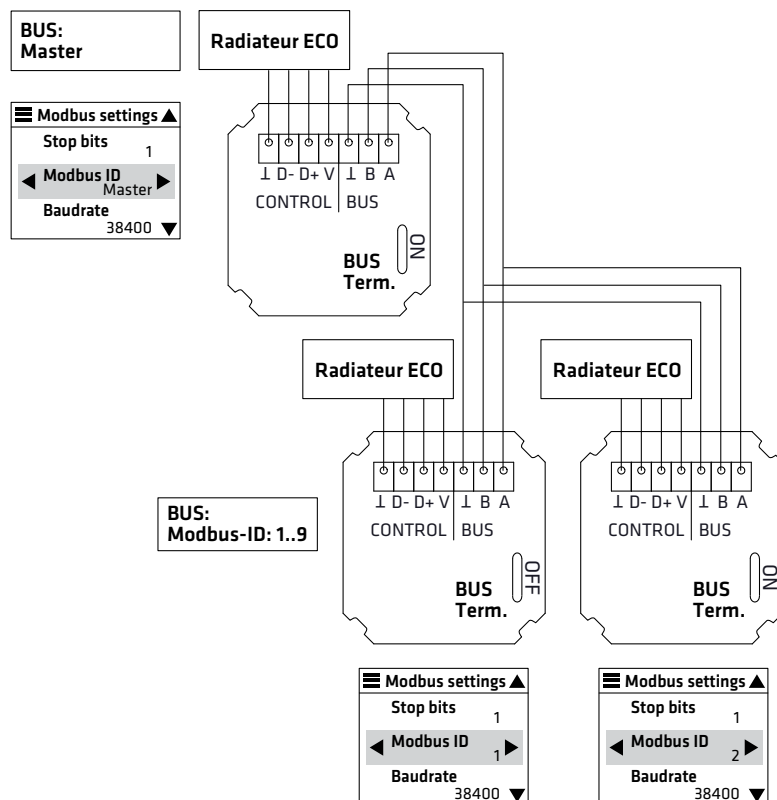 BUS:
Master
Radiateur ECO
Modbus settings
Stop bits
1
Modbus ID
Master
Baudrate
38400
⊥ D- D+ V ⊥ B A
CONTROL BUS
BUS
Term.
ON
Radiateur ECO
Radiateur ECO
BUS:
Modbus-ID: 1..9
⊥ D- D+ V ⊥ B A
CONTROL BUS
BUS
Term.
OFF
⊥ D- D+ V ⊥ B A
CONTROL BUS
BUS
Term.
ON
Modbus settings
Stop bits
1
Modbus ID
1
Baudrate
38400
Modbus settings
Stop bits
1
Modbus ID
2
Baudrate
38400